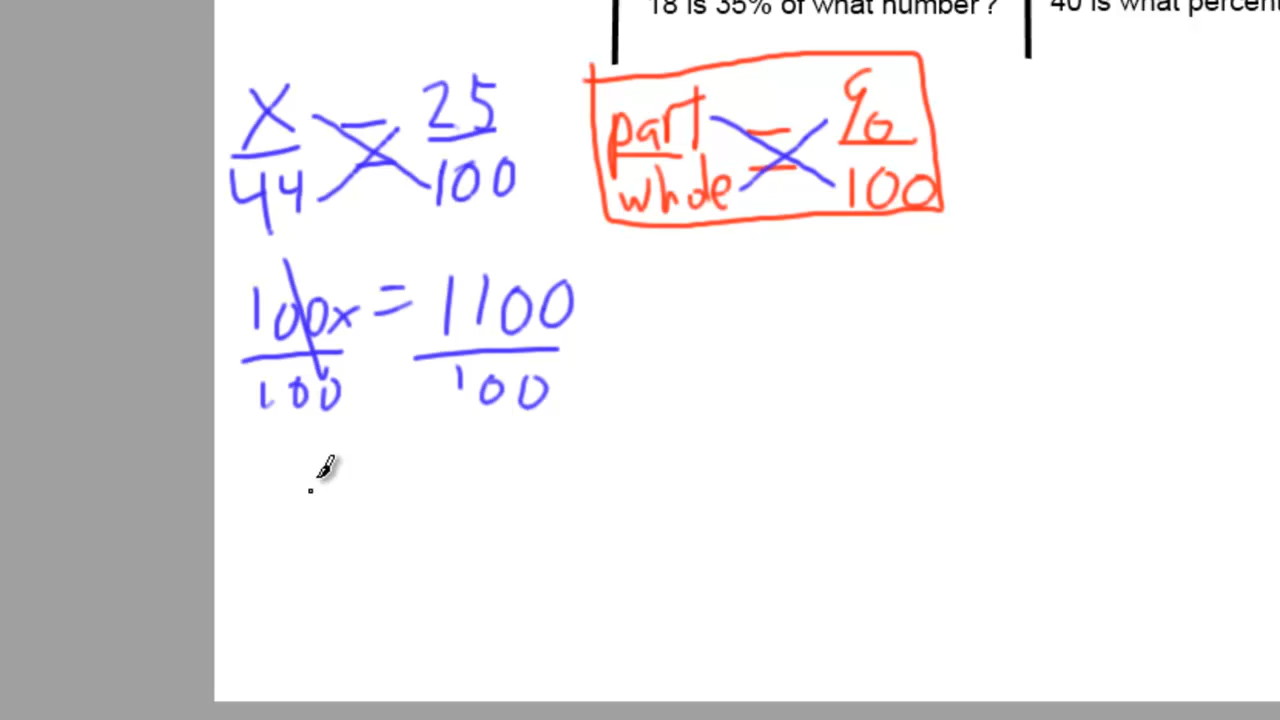 18 is 35% of what number?
40 is what percent
x/44 = 25/100
part/whole = %/100
100x/100 = 1100/100